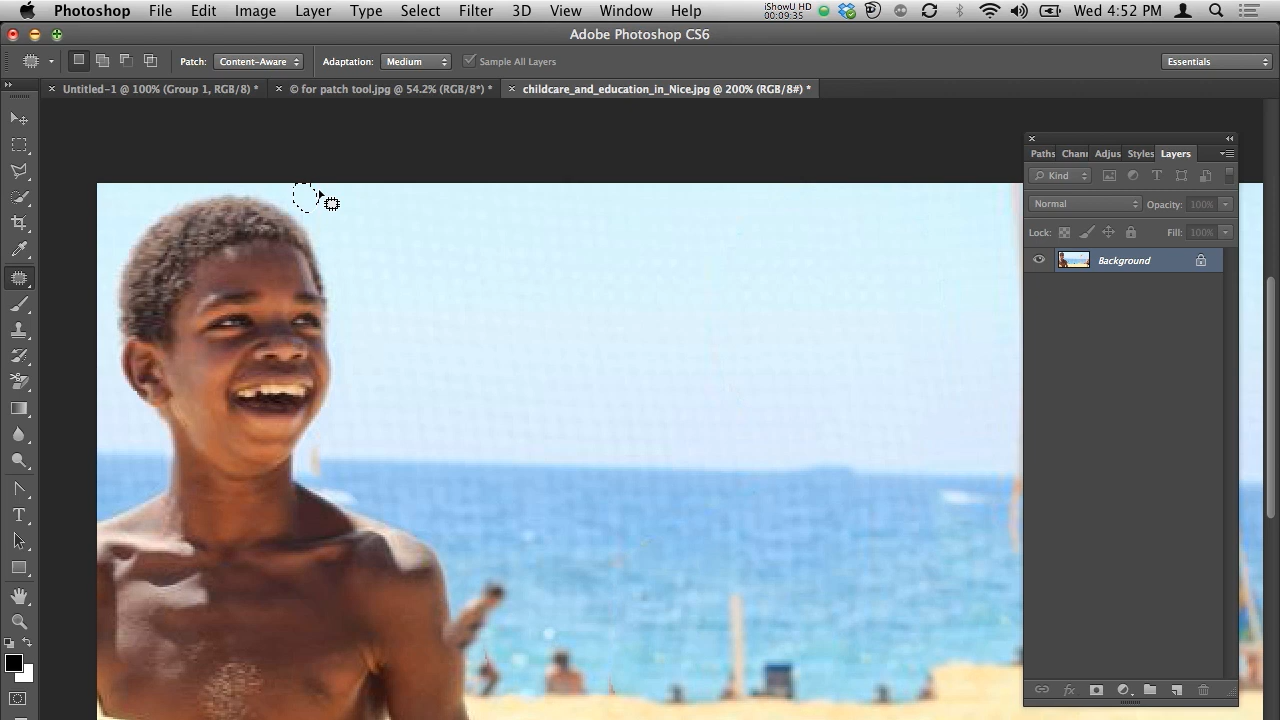 Photoshop File Edit Image Layer Type Select Filter 3D View Window Help iShowU HD 00:09:35 Wed 4:52 PM
Adobe Photoshop CS6
Patch: Content-Aware Adaptation: Medium Sample All Layers Essentials
Untitled-1 @ 100% (Group 1, RGB/8) * © for patch tool.jpg @ 54.2% (RGB/8*) * childcare_and_education_in_Nice.jpg @ 200% (RGB/8#) *
Paths Chann Adjus Styles Layers
Kind
Normal Opacity: 100%
Lock: Fill: 100%
Background
fx